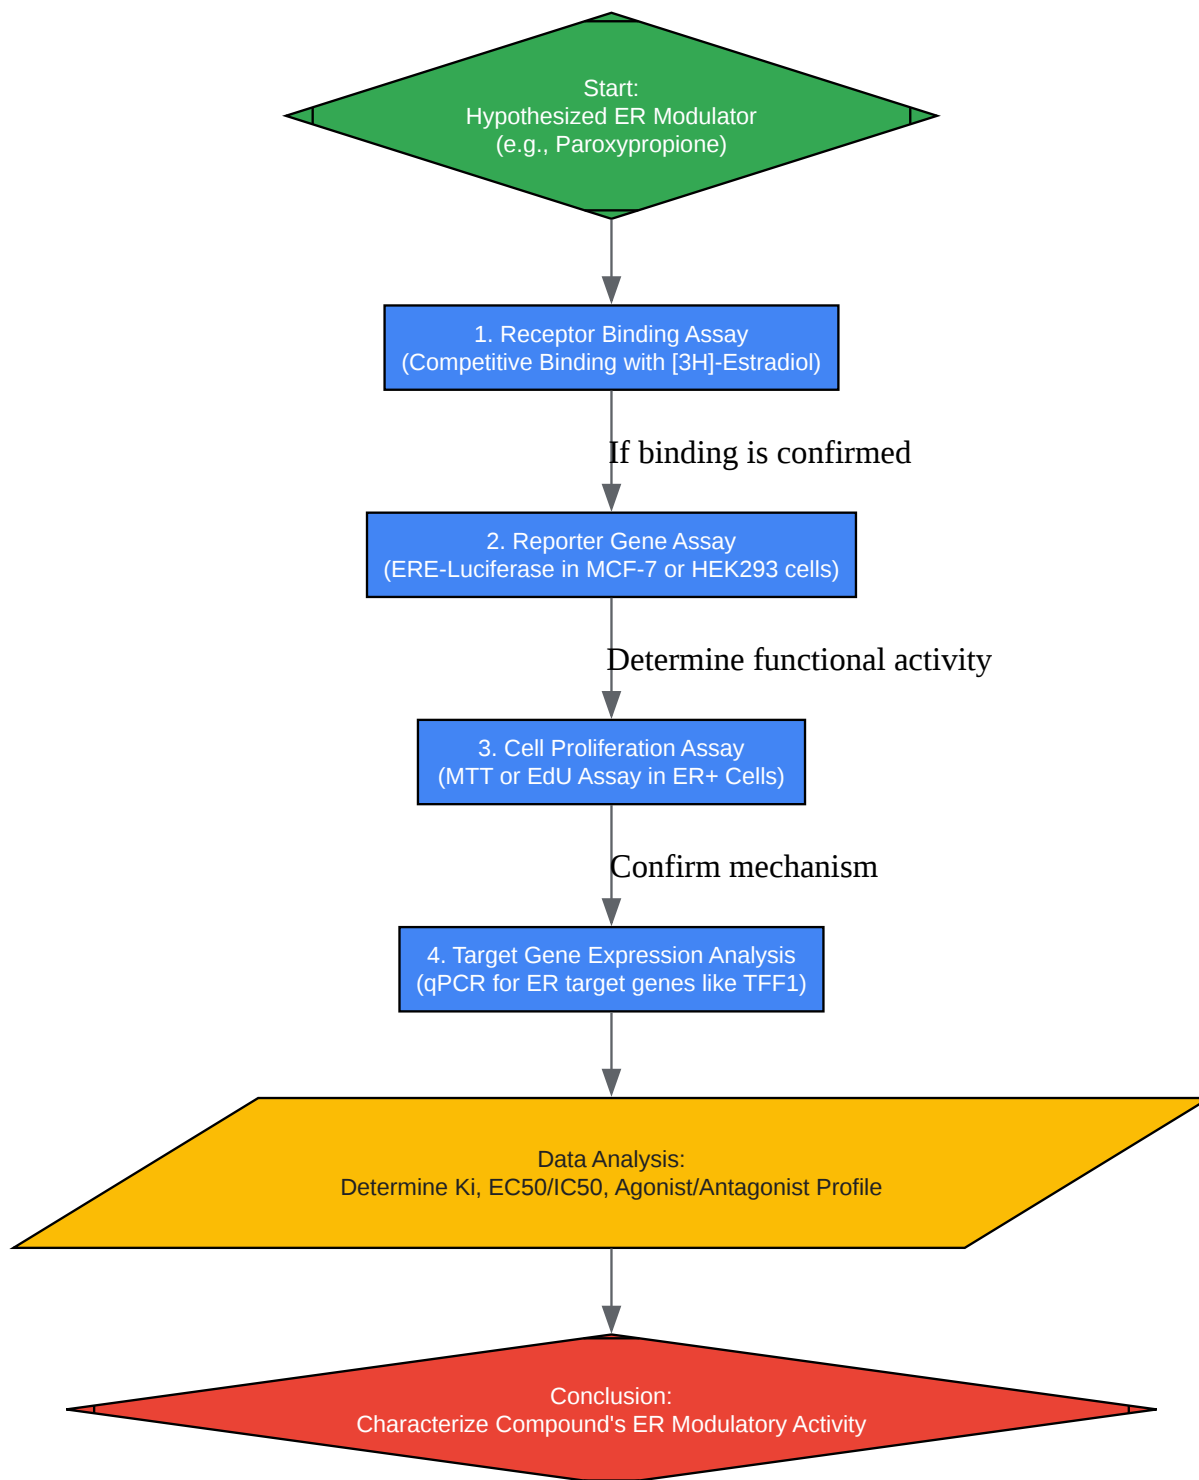 Start:
Hypothesized ER Modulator
(e.g., Paroxypropione)
1. Receptor Binding Assay
(Competitive Binding with [3H]-Estradiol)
If binding is confirmed
2. Reporter Gene Assay
(ERE-Luciferase in MCF-7 or HEK293 cells)
Determine functional activity
3. Cell Proliferation Assay
(MTT or EdU Assay in ER+ Cells)
Confirm mechanism
4. Target Gene Expression Analysis
(qPCR for ER target genes like TFF1)
Data Analysis:
Determine Ki, EC50/IC50, Agonist/Antagonist Profile
Conclusion:
Characterize Compound's ER Modulatory Activity